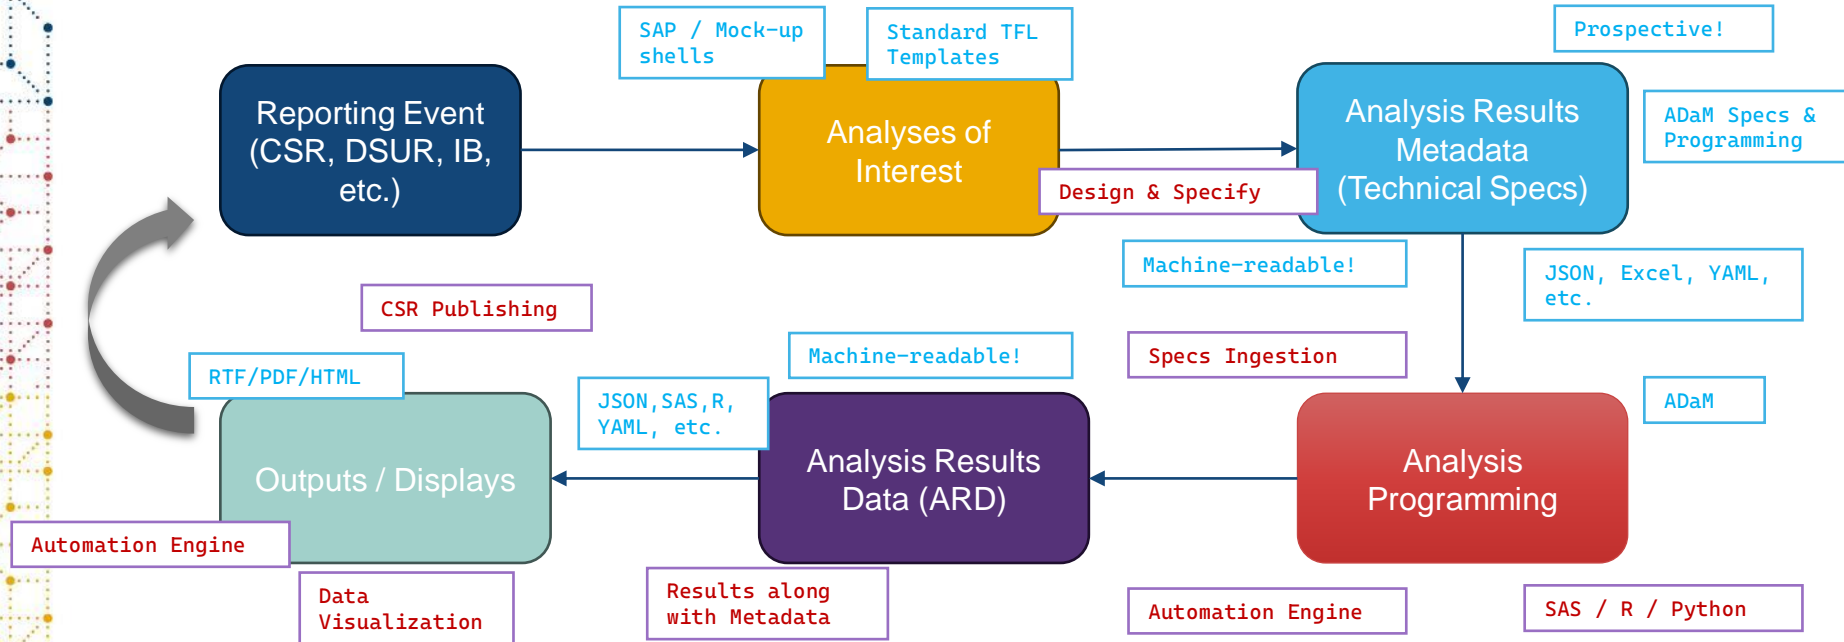 SAP / Mock-up
shells
Standard TFL
Templates
Prospective!
Reporting Event
(CSR, DSUR, IB,
etc.)
Analyses of
Interest
Analysis Results
Metadata
(Technical Specs)
ADaM Specs &
Programming
Design & Specify
Machine-readable!
JSON, Excel, YAML,
etc.
CSR Publishing
Machine-readable!
Specs Ingestion
RTF/PDF/HTML
JSON,SAS,R,
YAML, etc.
ADaM
Outputs / Displays
Analysis Results
Data (ARD)
Analysis
Programming
Automation Engine
Data
Visualization
Results along
with Metadata
Automation Engine
SAS / R / Python